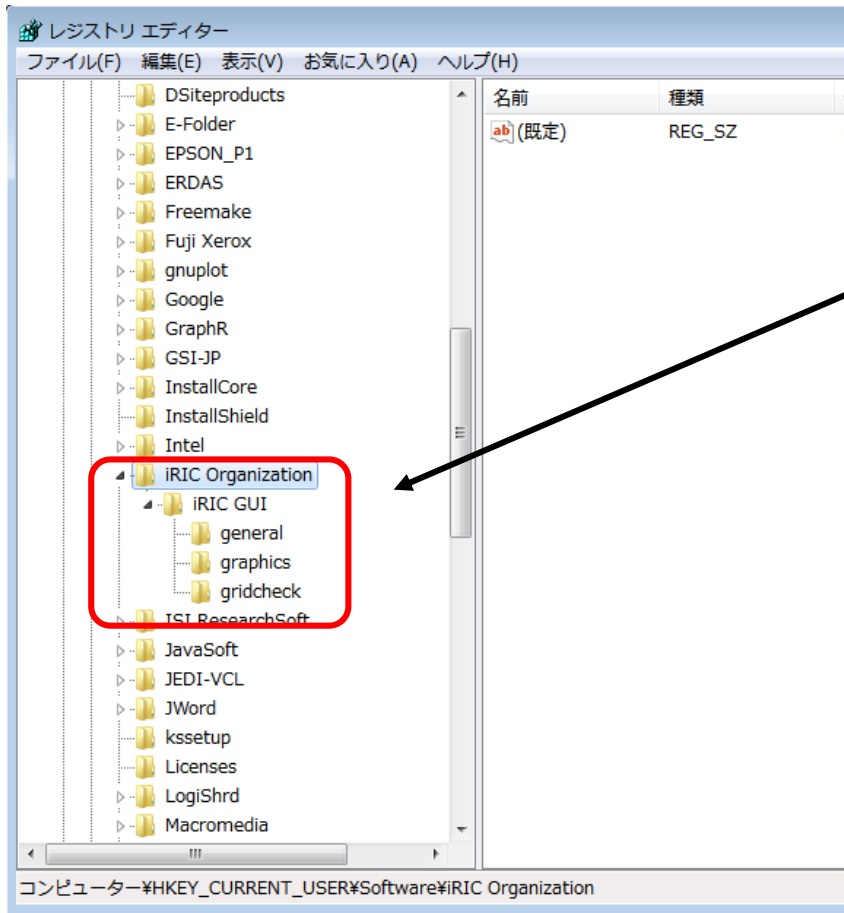 レジストリ エディター
ファイル(F) 編集(E) 表示(V) お気に入り(A) ヘルプ(H)
DSiteproducts
E-Folder
EPSON_P1
ERDAS
Freemake
Fuji Xerox
gnuplot
Google
GraphR
GSI-JP
InstallCore
InstallShield
Intel
iRIC Organization
iRIC GUI
general
graphics
gridcheck
ISI ResearchSoft
JavaSoft
JEDI-VCL
JWord
kssetup
Licenses
LogiShrd
Macromedia
名前 種類
ab (既定) REG_SZ
コンピューター¥HKEY_CURRENT_USER¥Software¥iRIC Organization